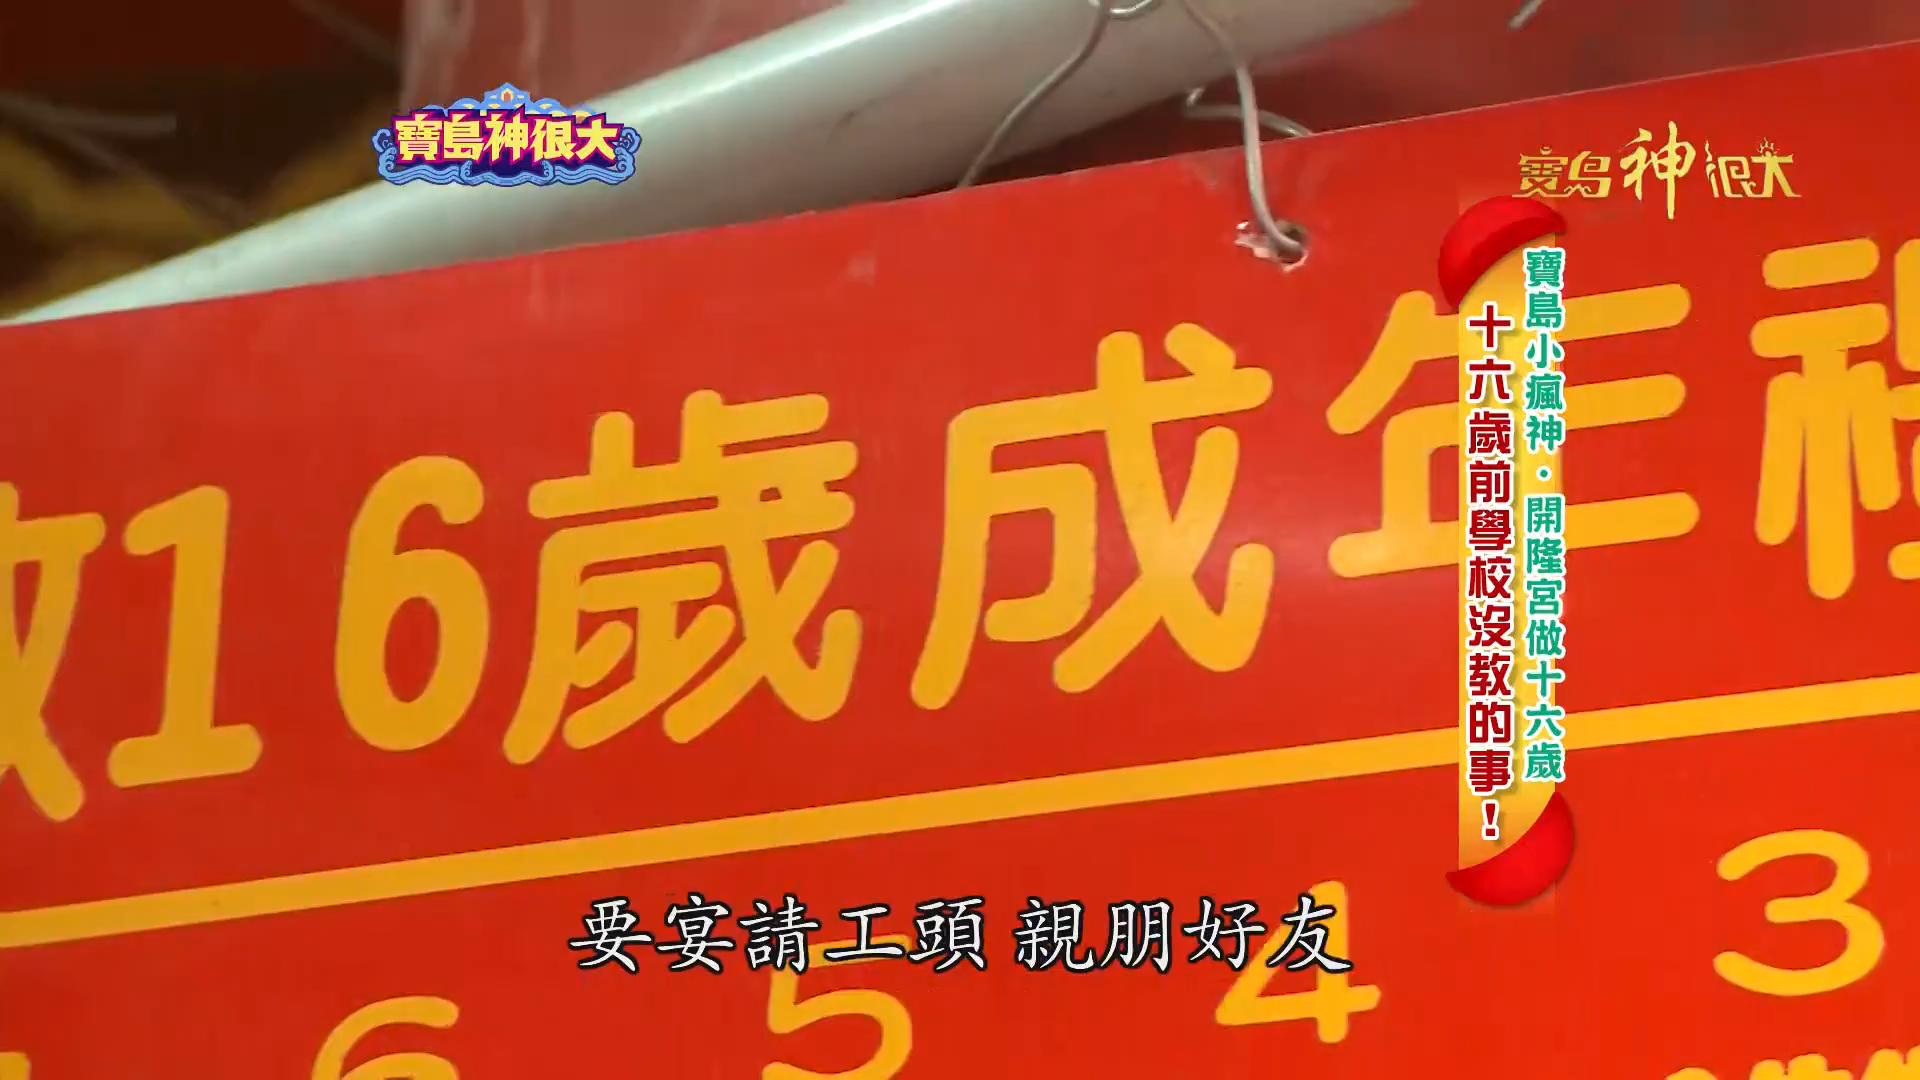 寶島神很大
寶島神很大
寶島小瘋神·開隆宮做十六歲
十六歲前學校沒教的事！
16歲成年
3
4
5
6
要宴請工頭 親朋好友